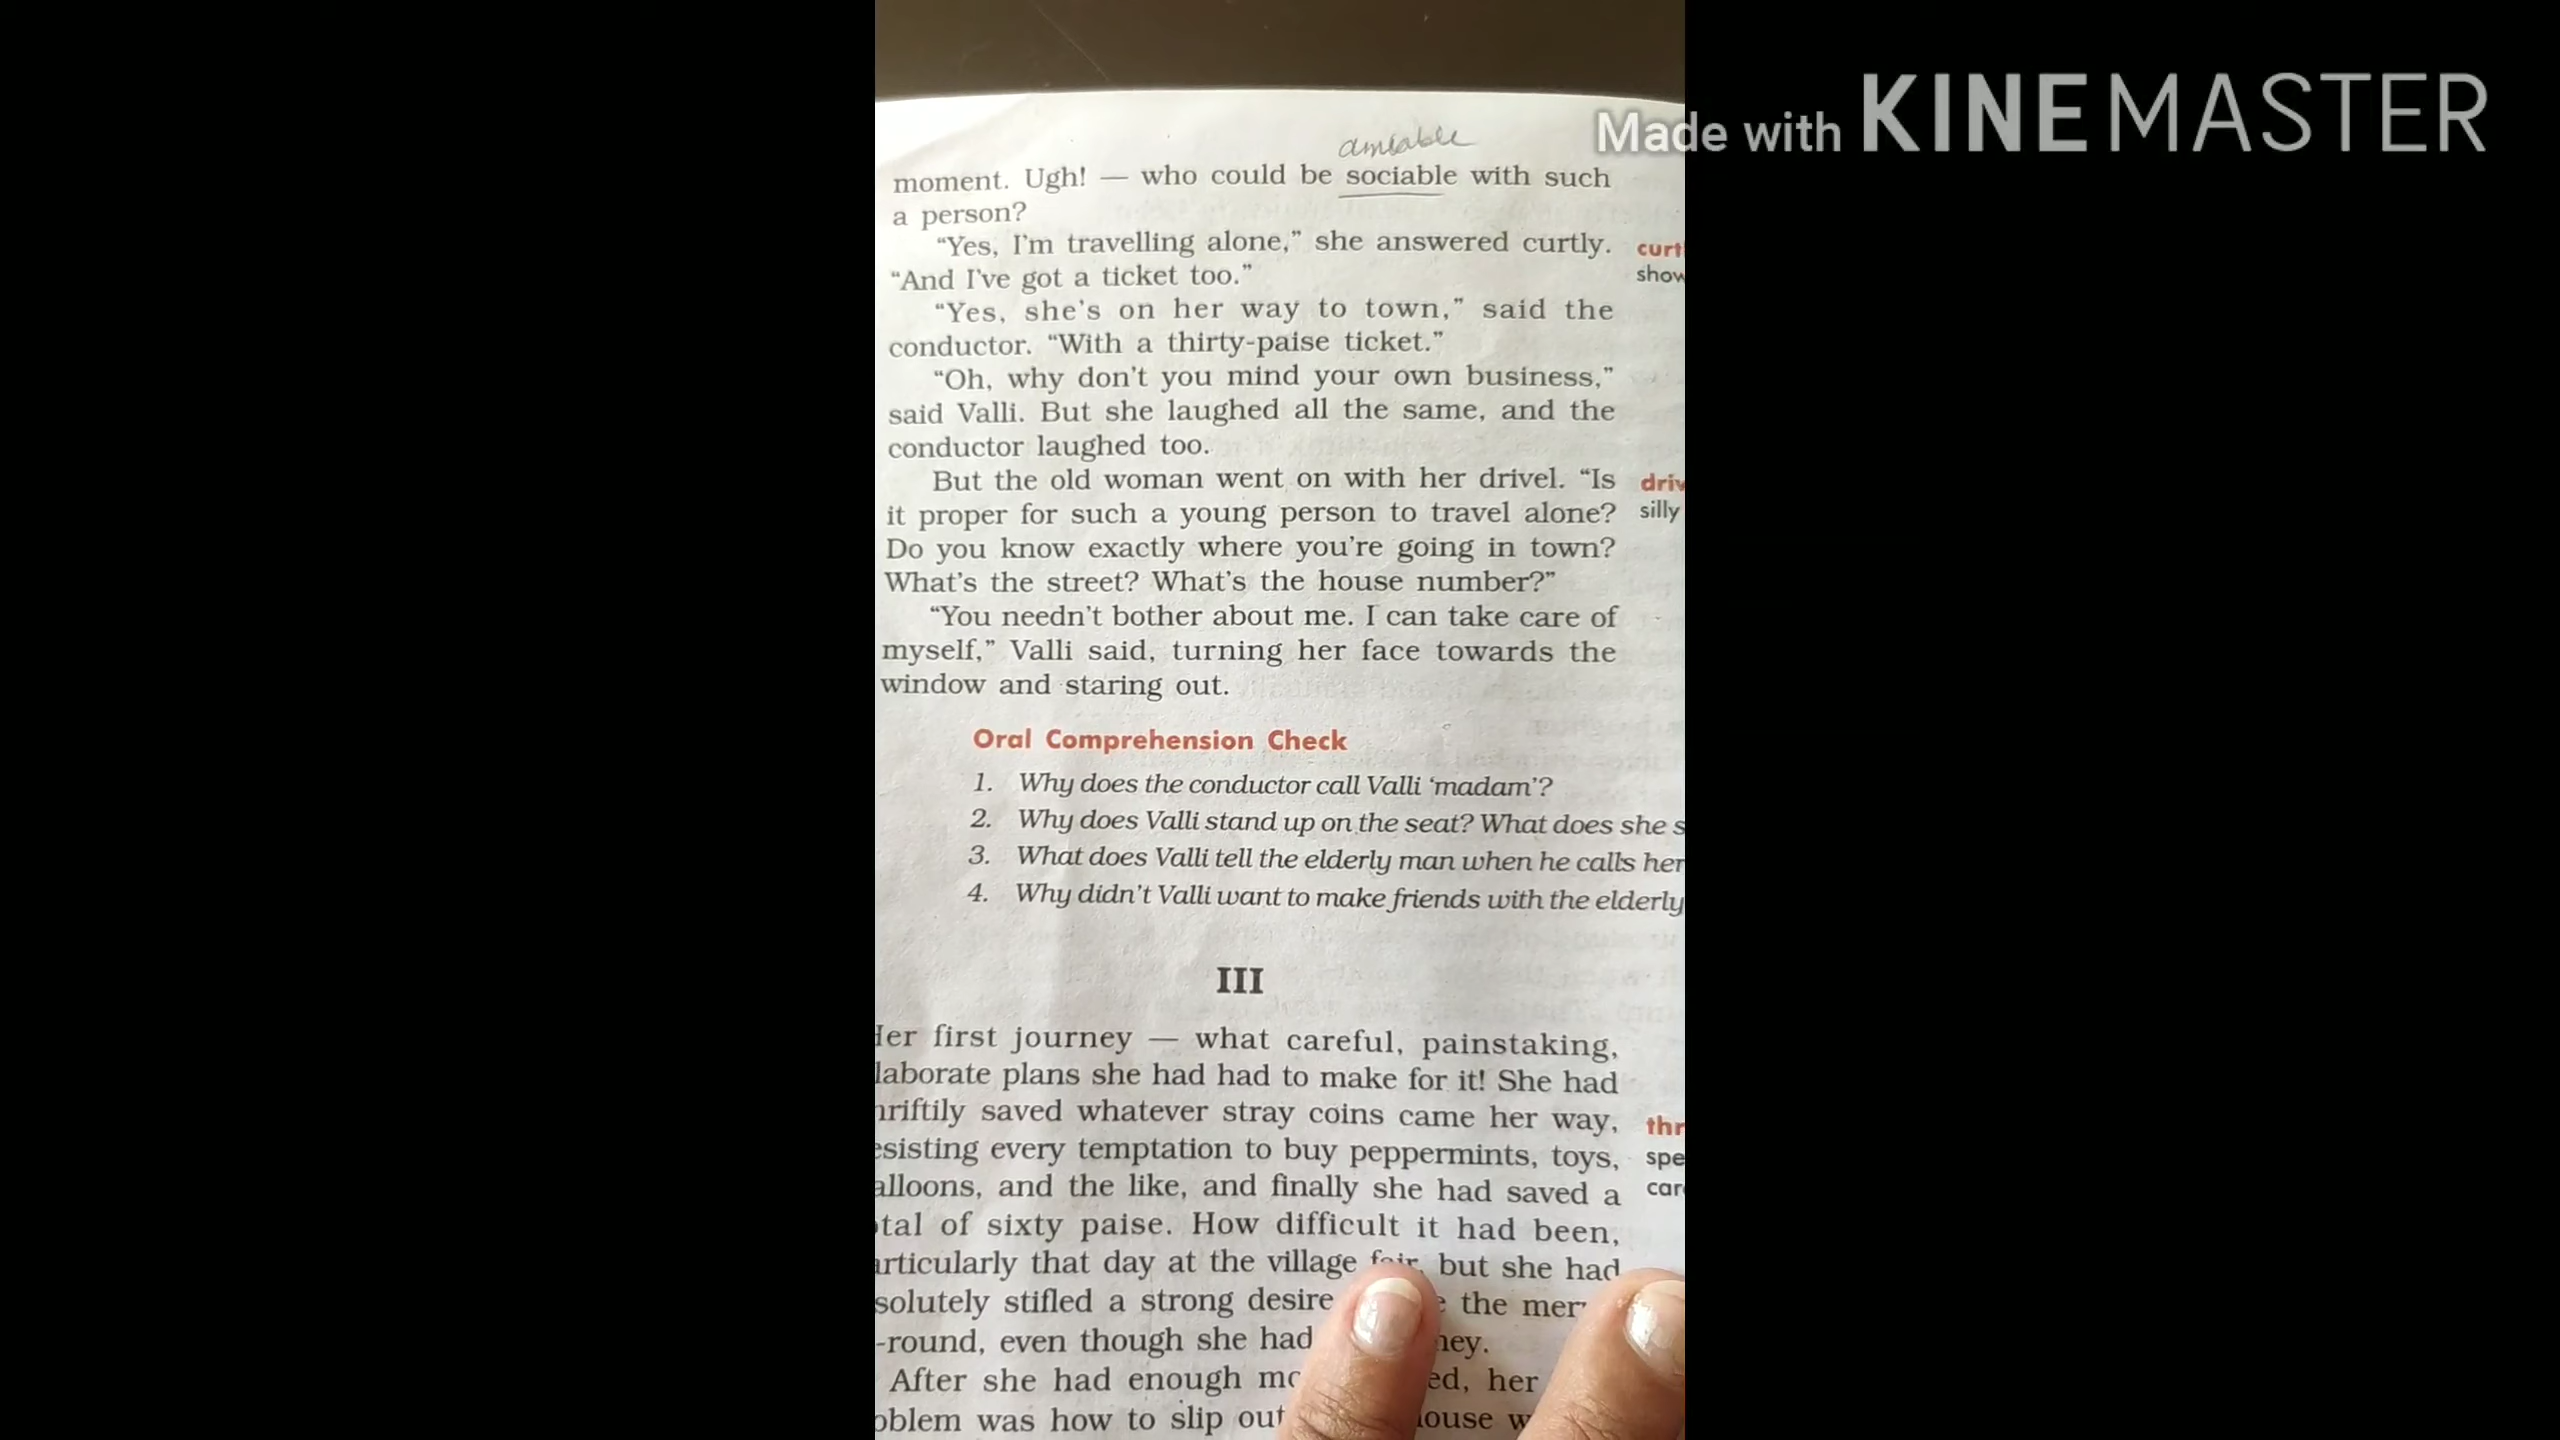 Made with KINEMASTER
amiable
moment. Ugh! — who could be sociable with such
a person?
“Yes, I'm travelling alone,” she answered curtly.
“And I've got a ticket too.”
“Yes, she's on her way to town,” said the
conductor. “With a thirty-paise ticket.”
“Oh, why don't you mind your own business,”
said Valli. But she laughed all the same, and the
conductor laughed too.
But the old woman went on with her drivel. “Is
it proper for such a young person to travel alone?
Do you know exactly where you're going in town?
What's the street? What's the house number?”
“You needn't bother about me. I can take care of
myself,” Valli said, turning her face towards the
window and staring out.
curt
show
driv
silly
Oral Comprehension Check
1. Why does the conductor call Valli ‘madam’?
2. Why does Valli stand up on the seat? What does she s
3. What does Valli tell the elderly man when he calls her
4. Why didn't Valli want to make friends with the elderly
III
Her first journey — what careful, painstaking,
laborate plans she had had to make for it! She had
hriftily saved whatever stray coins came her way,
esisting every temptation to buy peppermints, toys,
alloons, and the like, and finally she had saved a
otal of sixty paise. How difficult it had been,
articularly that day at the village fair, but she had
solutely stifled a strong desire the
-round, even though she had
After she had enough her
oblem was how to slip out
thr
spe
car